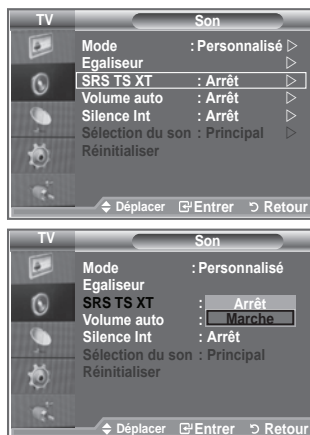 TV Son
Mode : Personnalisé
Egaliseur
SRS TS XT : Arrêt
Volume auto : Arrêt
Silence Int : Arrêt
Sélection du son : Principal
Réinitialiser
Déplacer Entrer Retour
TV Son
Mode : Personnalisé
Egaliseur
SRS TS XT : Arrêt
Volume auto : Marche
Silence Int : Arrêt
Sélection du son : Principal
Réinitialiser
Déplacer Entrer Retour